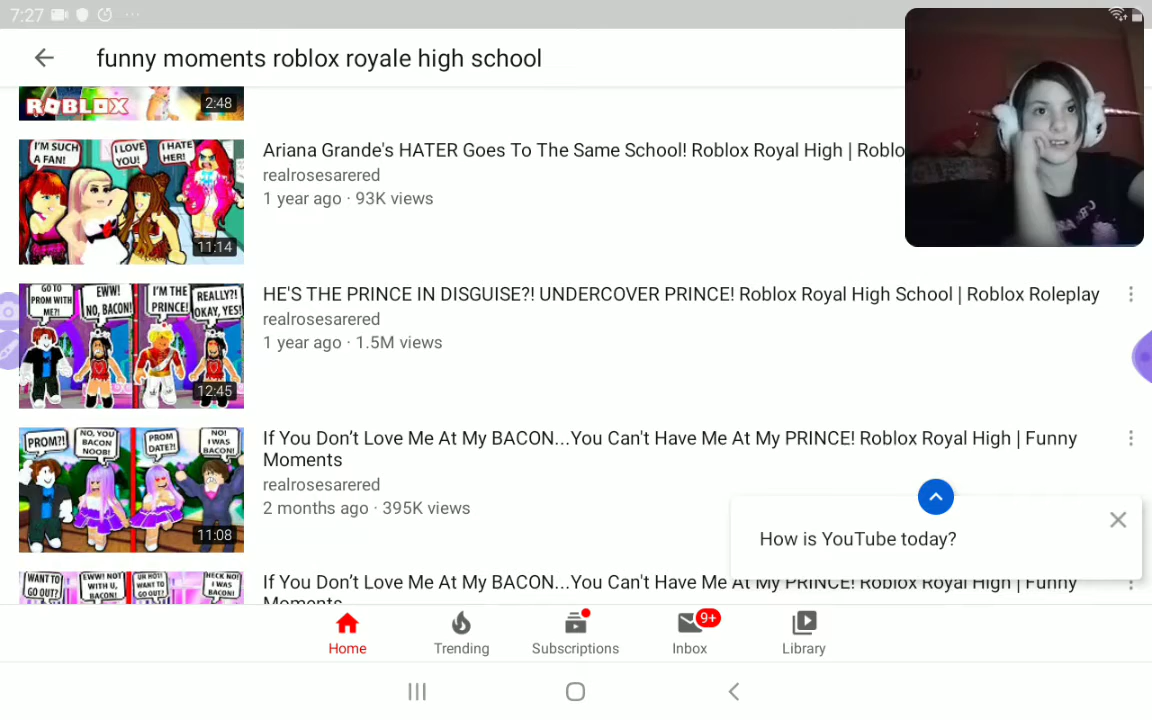 7:27
funny moments roblox royale high school
ROBLOX
2:48
I'M SUCH A FAN!
I LOVE YOU!
I HATE HER!
11:14
Ariana Grande's HATER Goes To The Same School! Roblox Royal High | Roblo
realrosesarered
1 year ago · 93K views
GO TO PROM WITH ME?!
EWW! NO, BACON!
I'M THE PRINCE!
REALLY?! OKAY, YES!
12:45
HE'S THE PRINCE IN DISGUISE?! UNDERCOVER PRINCE! Roblox Royal High School | Roblox Roleplay
realrosesarered
1 year ago · 1.5M views
PROM?!
NO, YOU BACON NOOB!
PROM DATE?!
NO! I WAS BACON!
11:08
If You Don’t Love Me At My BACON...You Can't Have Me At My PRINCE! Roblox Royal High | Funny
Moments
realrosesarered
2 months ago · 395K views
How is YouTube today?
WANT TO GO OUT?
EWW! NOT WITH U, BACON!
UR HOT! WANT TO GO OUT?
HECK NO! I WAS BACON!
If You Don’t Love Me At My BACON...You Can't Have Me At My PRINCE! Roblox Royal High | Funny
Moments
Home
Trending
Subscriptions
9+
Inbox
Library